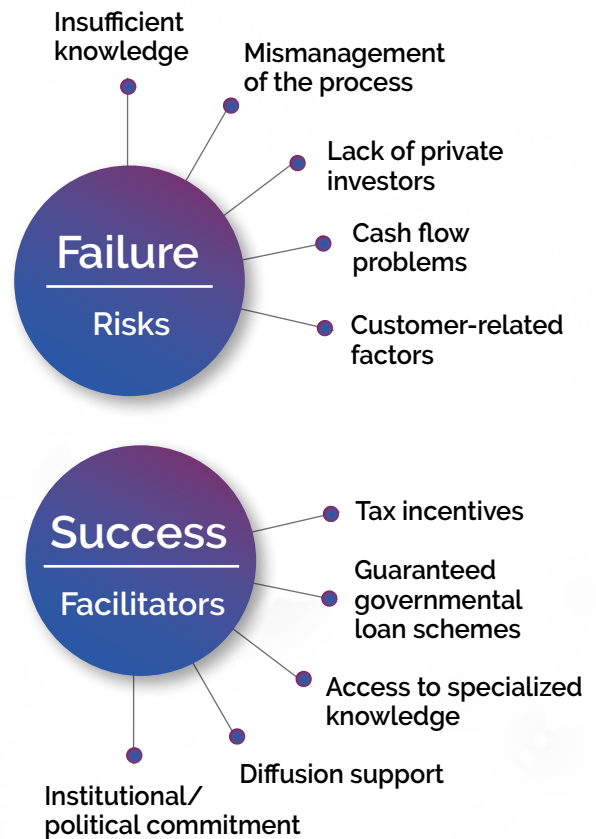 Insufficient
knowledge
Mismanagement
of the process
Lack of private
investors
Cash flow
problems
Customer-related
factors
Failure
Risks
Success
Facilitators
Tax incentives
Guaranteed
governmental
loan schemes
Access to specialized
knowledge
Diffusion support
Institutional/
political commitment